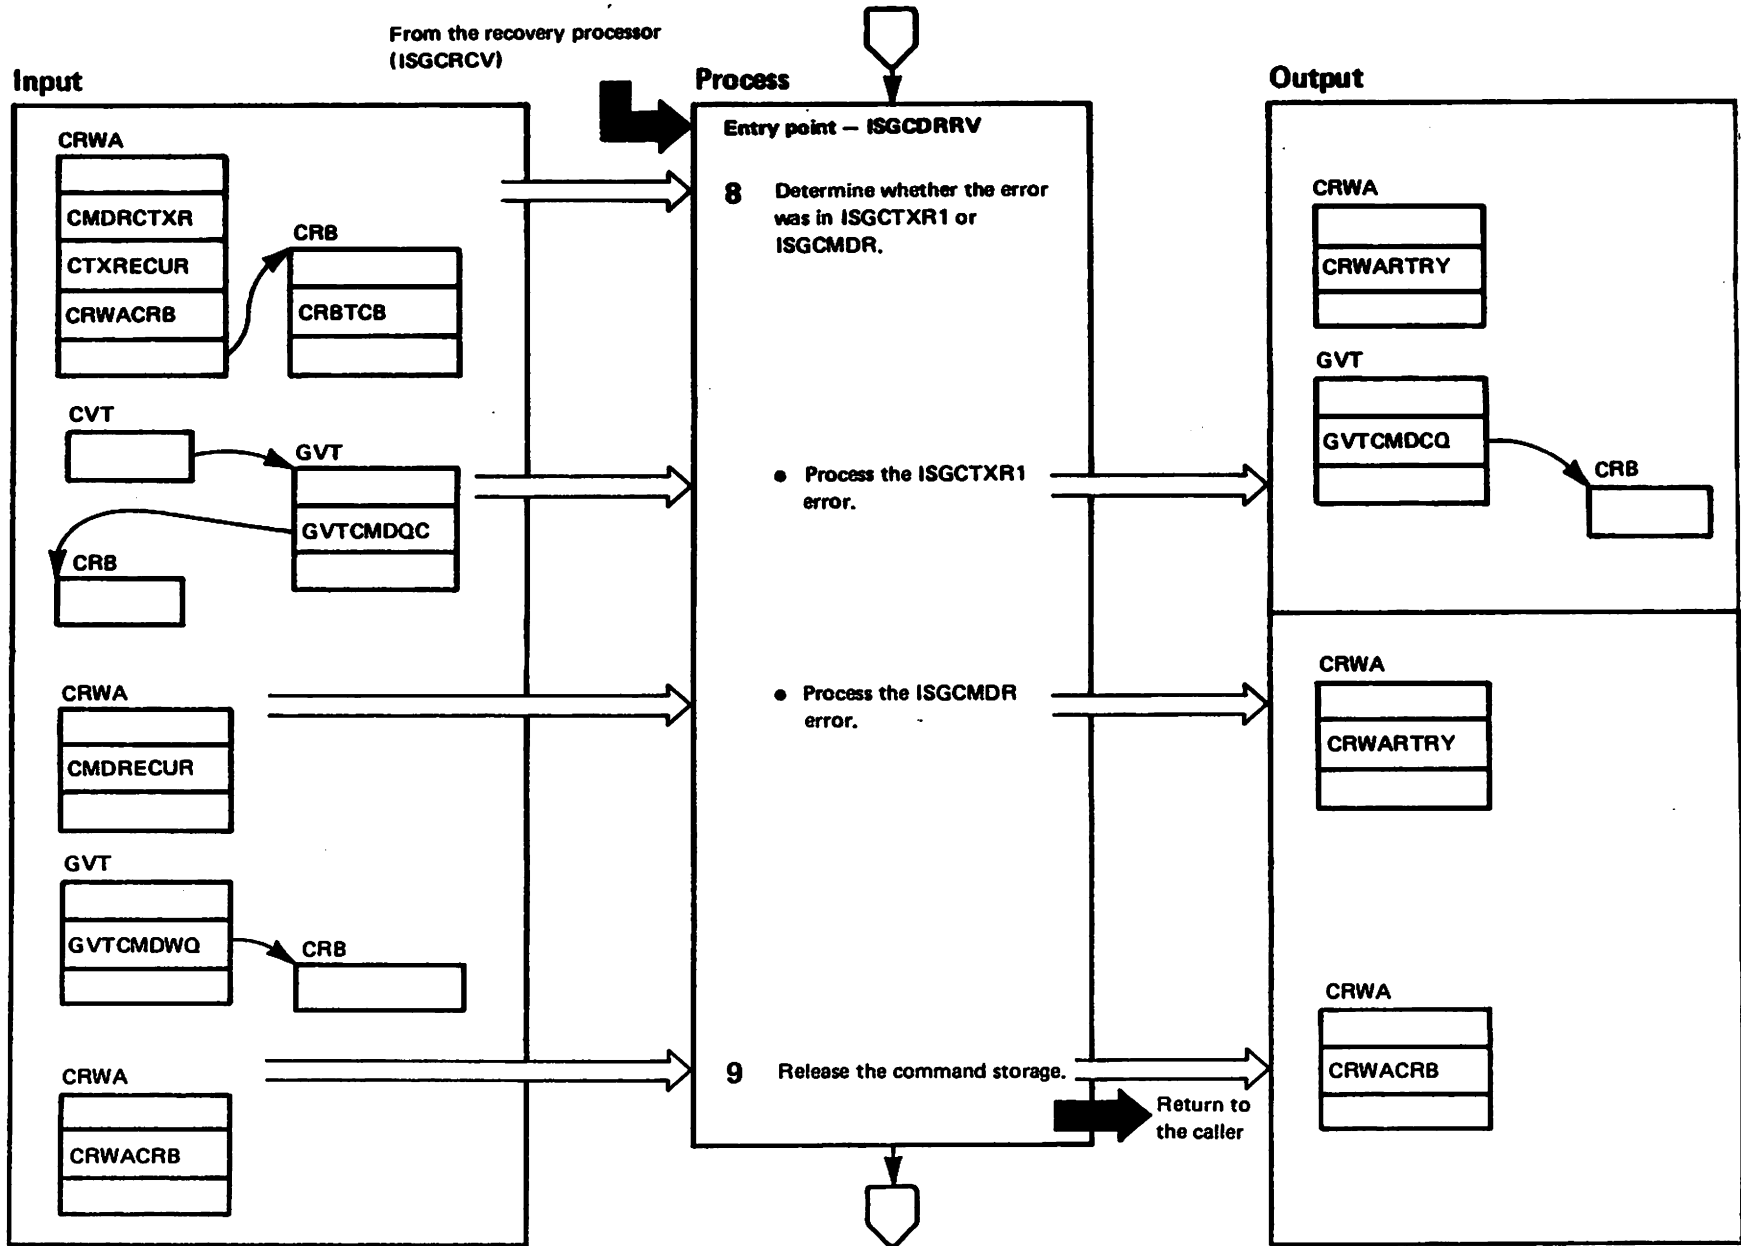 From the recovery processor
(ISGCRCV)
Input
Process
Output
CRWA
CMDRCTXR
CTXRECUR
CRWACRB
CRB
CRBTCB
CVT
GVT
GVTCMDQC
CRB
CRWA
CMDRECUR
GVT
GVTCMDWQ
CRB
CRWA
CRWACRB
Entry point — ISGCDRRV
8 Determine whether the error
was in ISGCTXR1 or
ISGCMDR.
• Process the ISGCTXR1
error.
• Process the ISGCMDR
error.
9 Release the command storage.
Return to
the caller
CRWA
CRWARTRY
GVT
GVTCMDCQ
CRB
CRWA
CRWARTRY
CRWA
CRWACRB